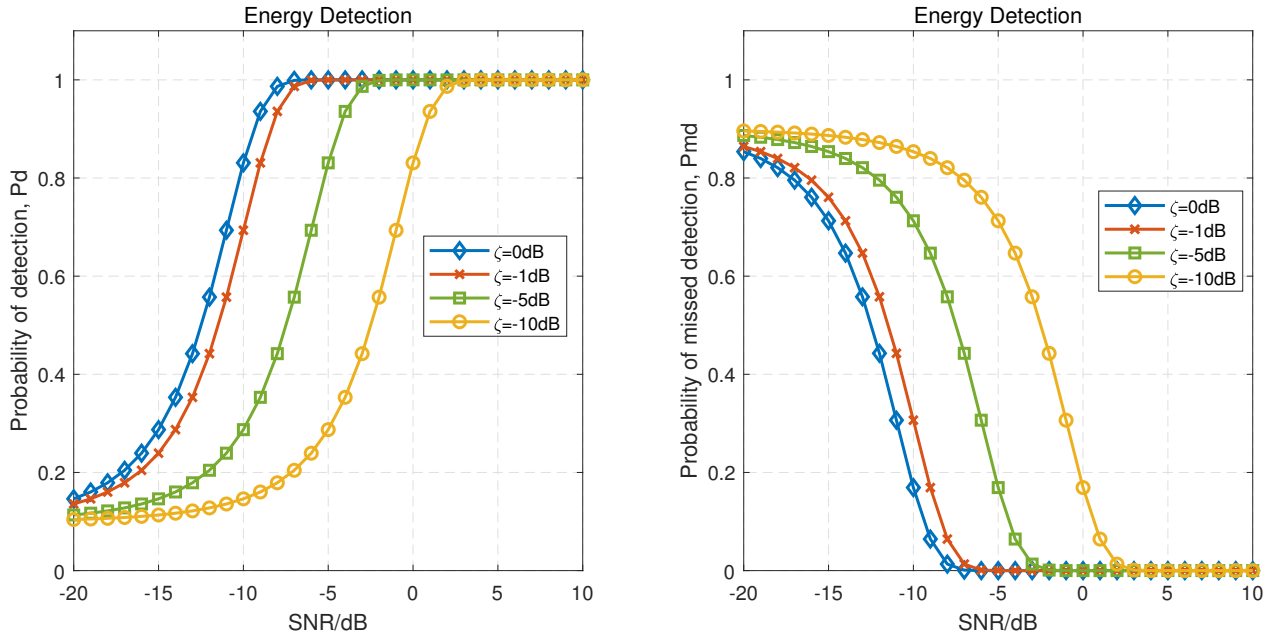 Energy Detection
Probability of detection, Pd
1
0.8
0.6
0.4
0.2
0
-20
-15
-10
-5
0
5
10
SNR/dB
ζ=0dB
ζ=-1dB
ζ=-5dB
ζ=-10dB
Energy Detection
Probability of missed detection, Pmd
1
0.8
0.6
0.4
0.2
0
-20
-15
-10
-5
0
5
10
SNR/dB
ζ=0dB
ζ=-1dB
ζ=-5dB
ζ=-10dB